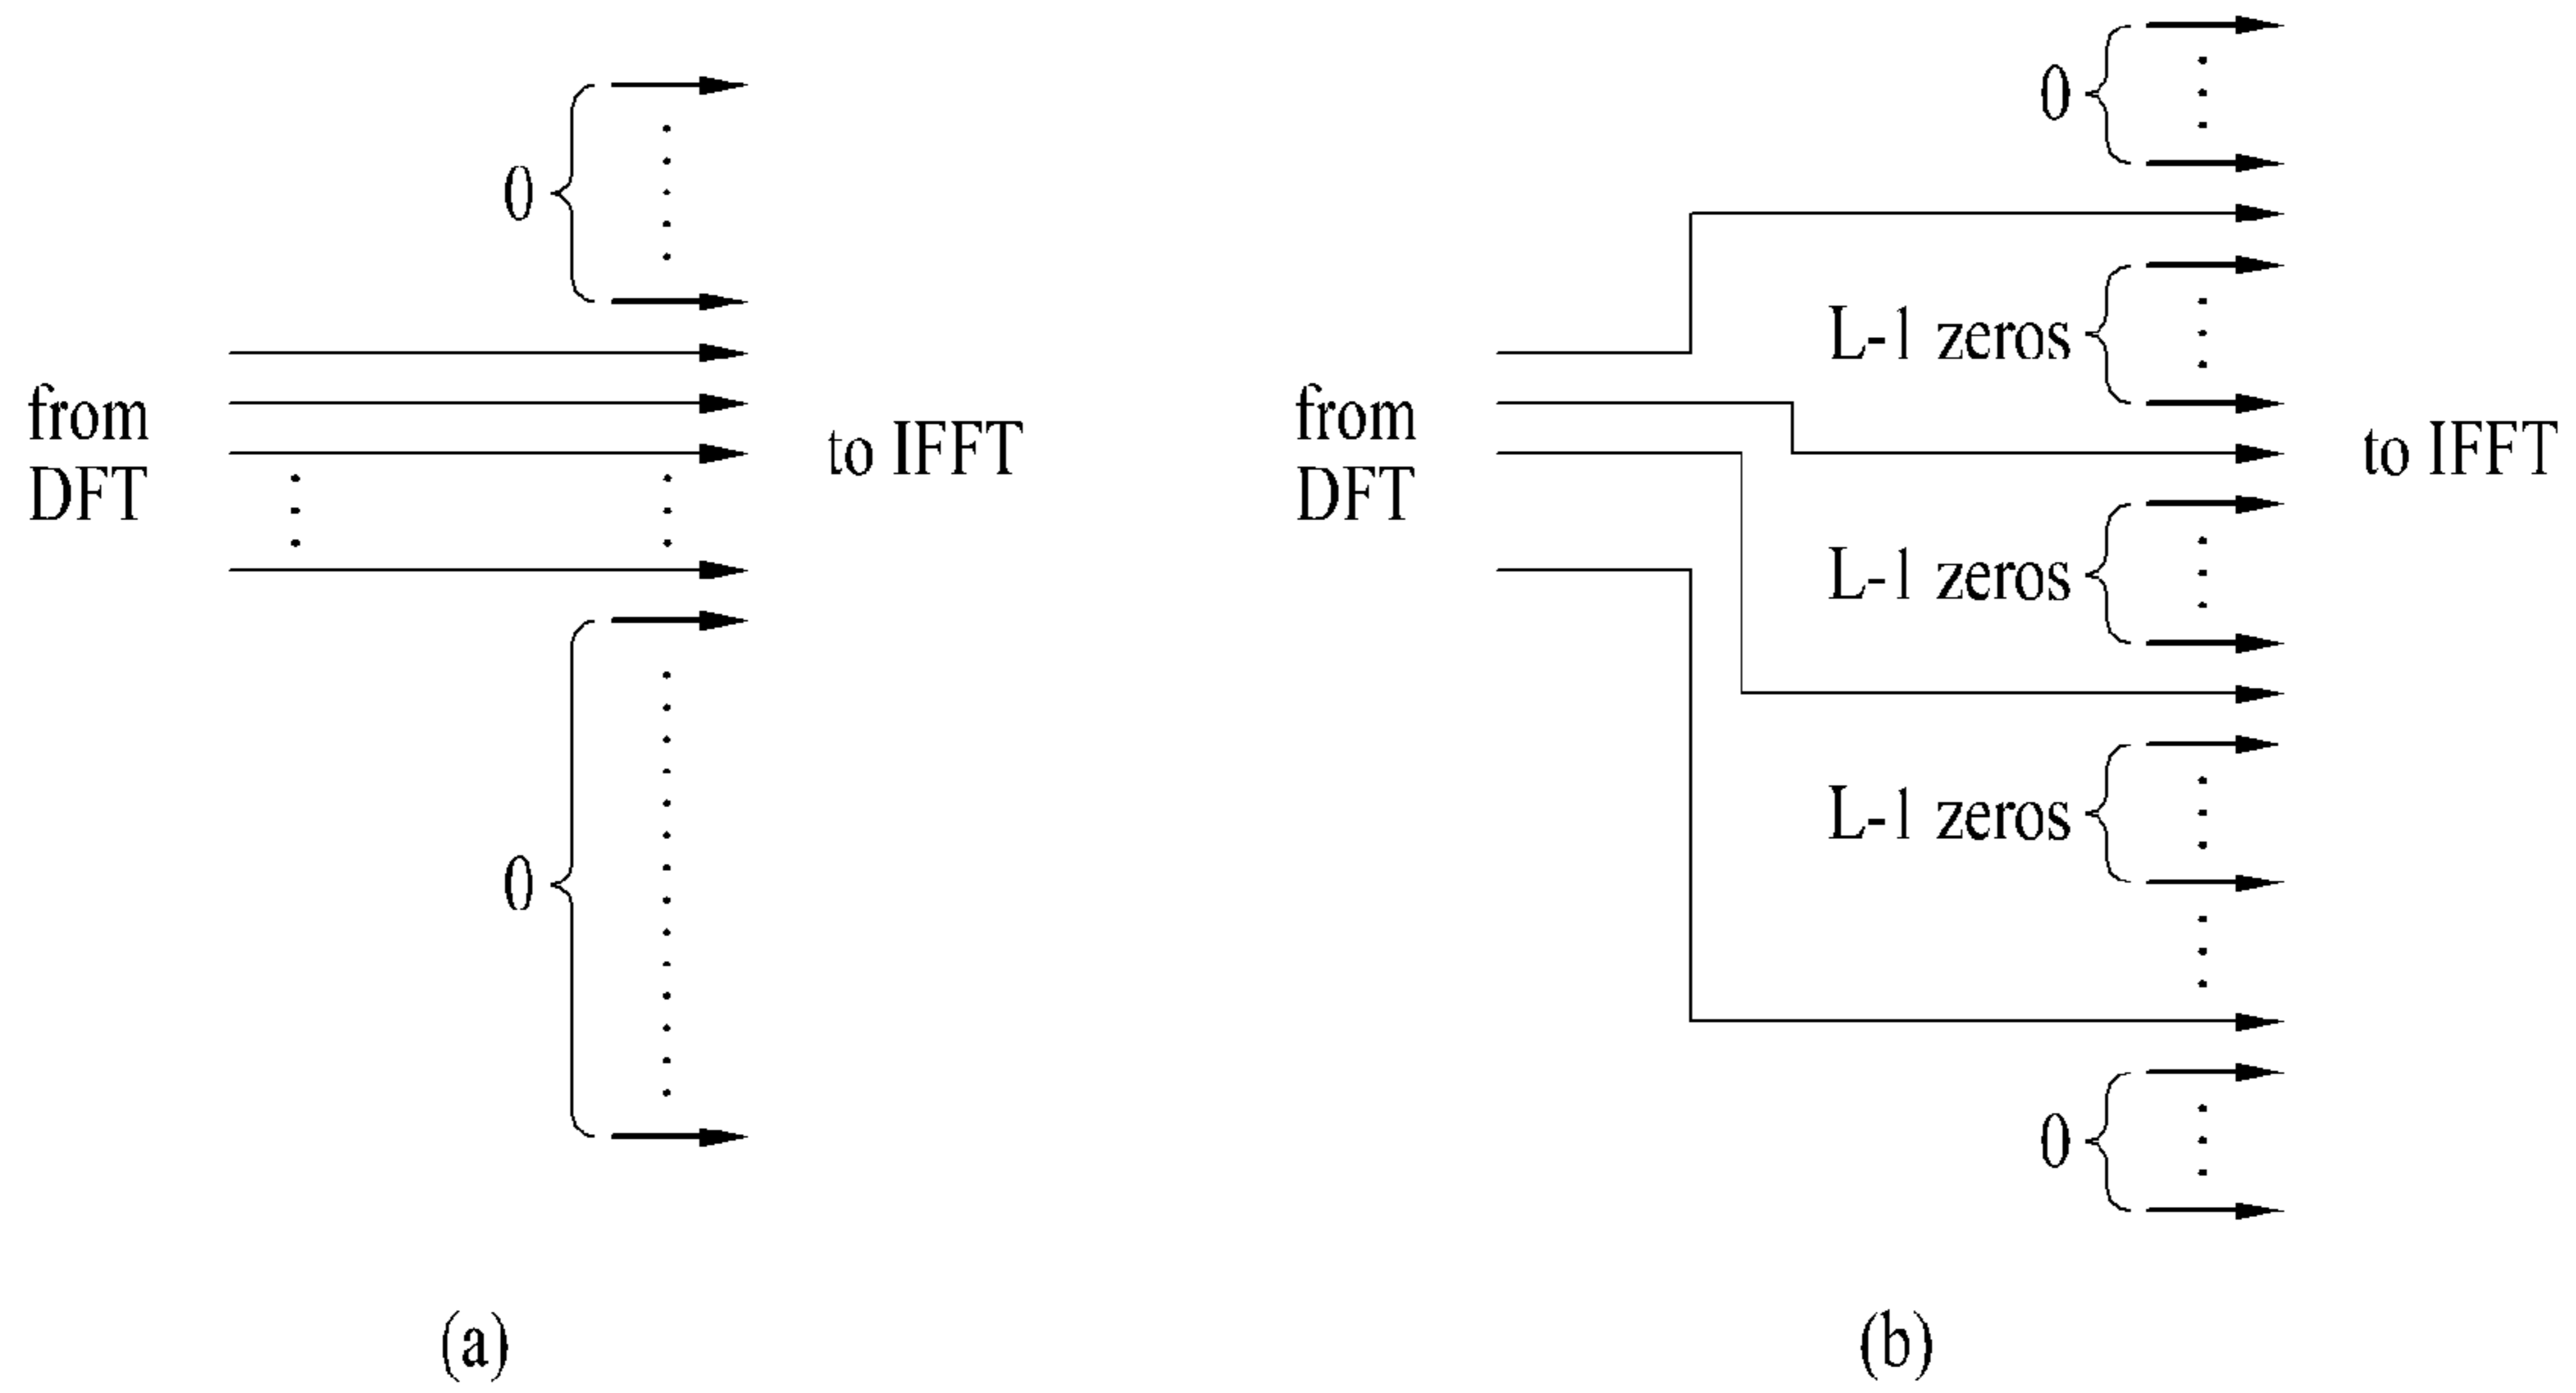 0
from
DFT
to IFFT
0
(a)
0
L-1 zeros
from
DFT
to IFFT
L-1 zeros
L-1 zeros
0
(b)